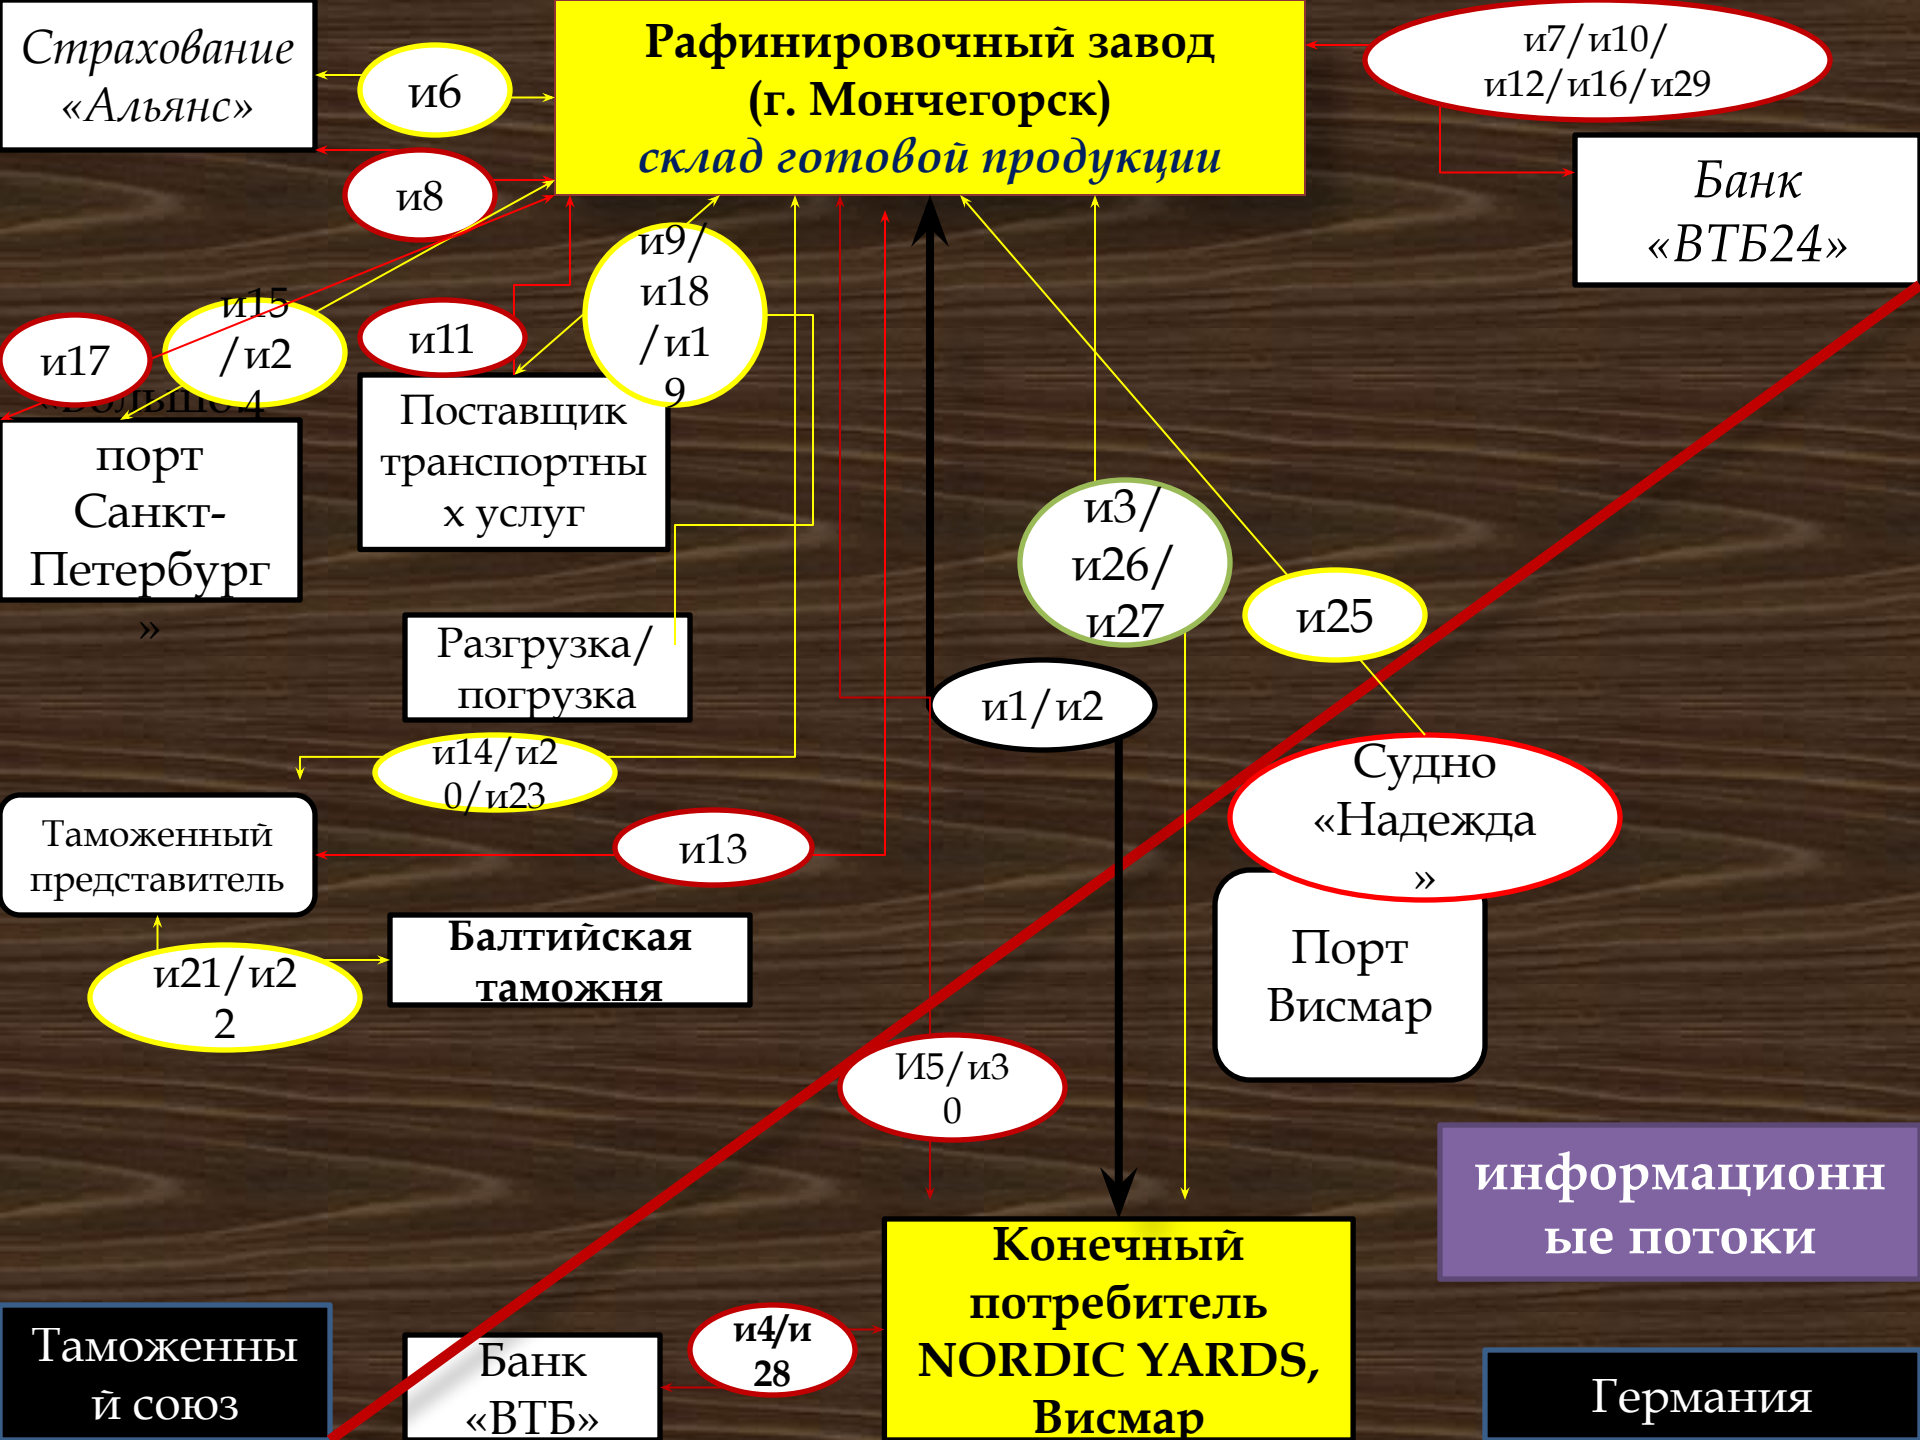 Страхование
«Альянс»
и6
Рафинировочный завод
(г. Мончегорск)
склад готовой продукции
и7/и10/
и12/и16/и29
Банк
«ВТБ24»
и8
и9/
и18
/и1
9
и17
и15
/и2
4
и11
«Большой
порт
Санкт-
Петербург
»
Поставщик
транспортны
х услуг
и3/
и26/
и27
и25
Разгрузка/
погрузка
и1/и2
и14/и2
0/и23
Судно
«Надежда
»
и13
Таможенный
представитель
Балтийская
таможня
и21/и2
2
Порт
Висмар
И5/и3
0
информационн
ые потоки
Конечный
потребитель
NORDIC YARDS,
Висмар
и4/и
28
Таможенны
й союз
Банк
«ВТБ»
Германия